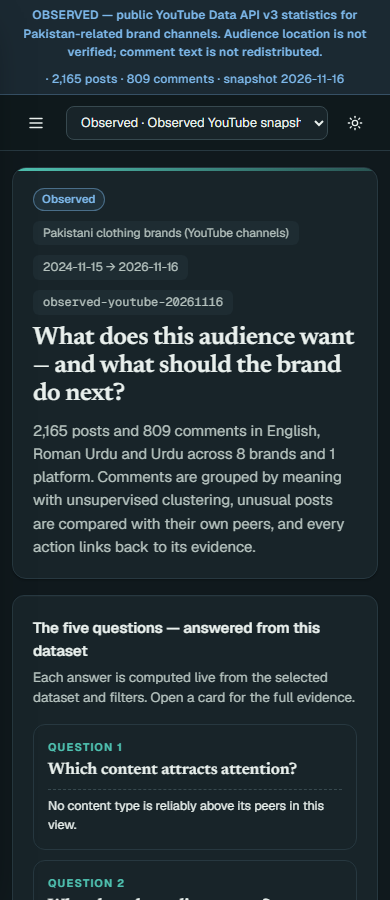 OBSERVED — public YouTube Data API v3 statistics for
Pakistan-related brand channels. Audience location is not
verified; comment text is not redistributed.
· 2,165 posts · 809 comments · snapshot 2026-11-16
Observed · Observed YouTube snapsh
Observed
Pakistani clothing brands (YouTube channels)
2024-11-15 → 2026-11-16
observed-youtube-20261116
What does this audience want
— and what should the brand
do next?
2,165 posts and 809 comments in English,
Roman Urdu and Urdu across 8 brands and 1
platform. Comments are grouped by meaning
with unsupervised clustering, unusual posts
are compared with their own peers, and every
action links back to its evidence.
The five questions — answered from this
dataset
Each answer is computed live from the selected
dataset and filters. Open a card for the full evidence.
QUESTION 1
Which content attracts attention?
No content type is reliably above its peers in this
view.
QUESTION 2